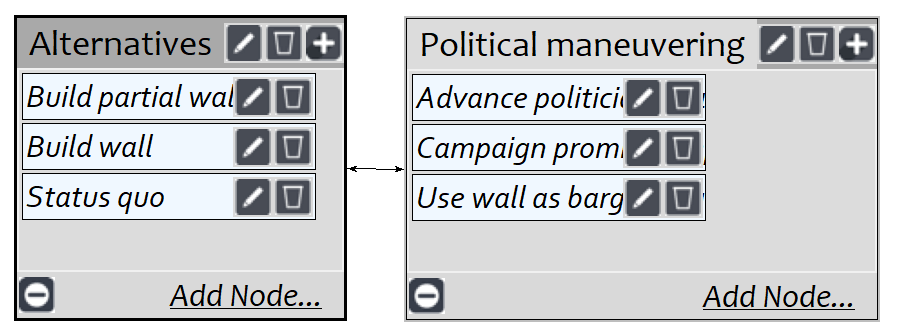 Alternatives
Build partial wal
Build wall
Status quo
Add Node...
Political maneuvering
Advance politici
Campaign prom
Use wall as barg
Add Node...